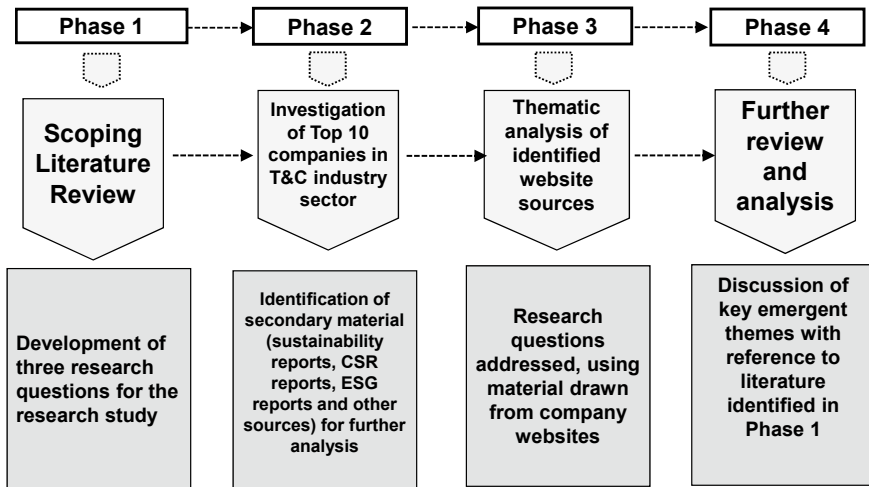 Phase 1
Phase 2
Phase 3
Phase 4
Scoping
Literature
Review
Investigation
of Top 10
companies in
T&C industry
sector
Thematic
analysis of
identified
website
sources
Further
review
and
analysis
Development of
three research
questions for the
research study
Identification of
secondary material
(sustainability
reports, CSR
reports, ESG
reports and other
sources) for further
analysis
Research
questions
addressed, using
material drawn
from company
websites
Discussion of
key emergent
themes with
reference to
literature
identified in
Phase 1